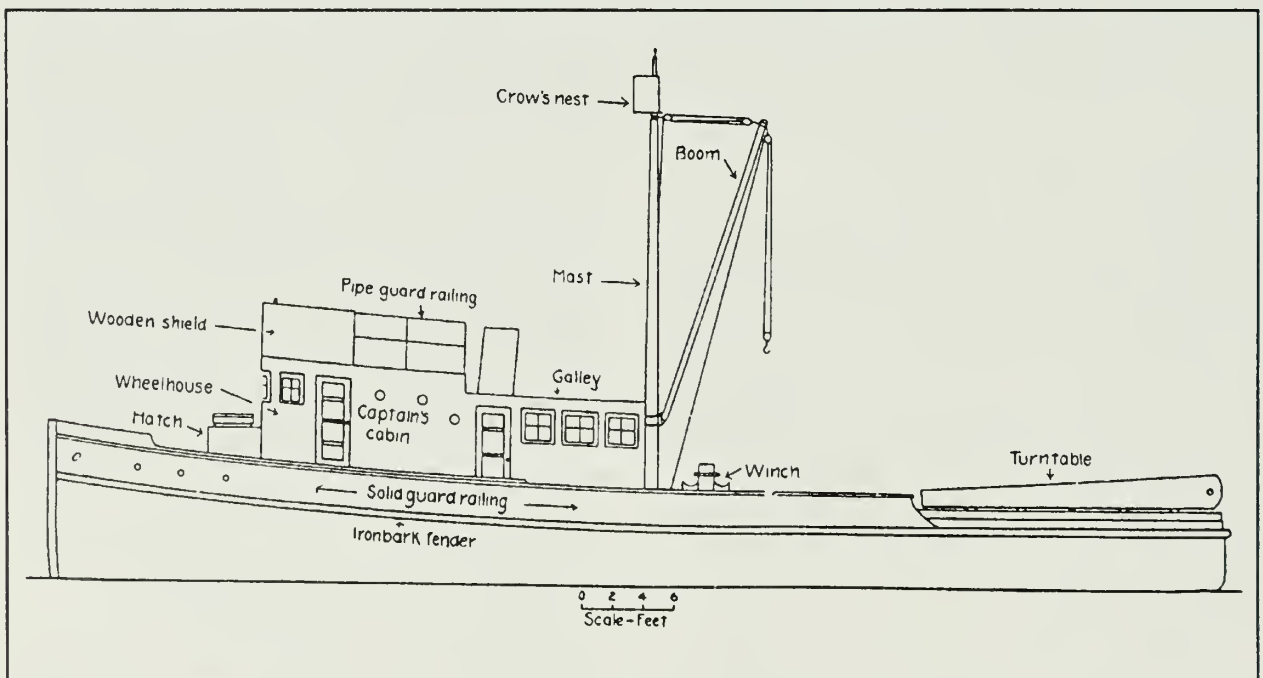 Crow's nest
Boom
Mast
Pipe guard railing
Wooden shield
Galley
Wheelhouse
Captain's
cabin
Hatch
Winch
Turntable
Solid guard railing
Ironbark fender
0 2 4 6
Scale-Feet